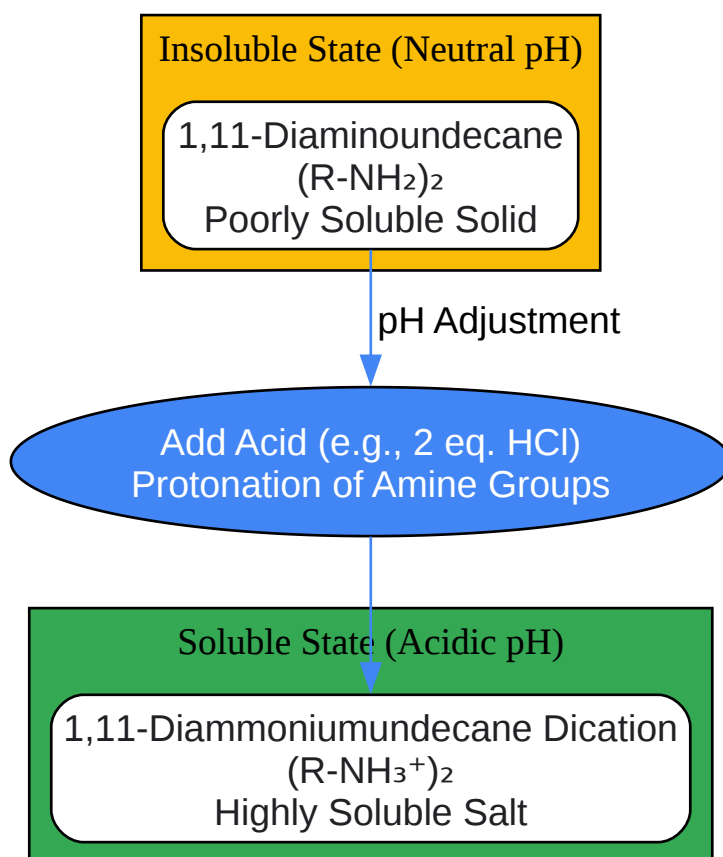 Insoluble State (Neutral pH)
1,11-Diaminoundecane
(R-NH₂)₂
Poorly Soluble Solid
pH Adjustment
Add Acid (e.g., 2 eq. HCl)
Protonation of Amine Groups
Soluble State (Acidic pH)
1,11-Diammoniumundecane Dication
(R-NH₃⁺)₂
Highly Soluble Salt